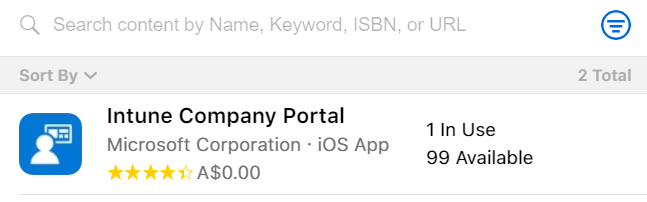 Search content by Name, Keyword, ISBN, or URL
Sort By
2 Total
Intune Company Portal
Microsoft Corporation · iOS App
A$0.00
1 In Use
99 Available